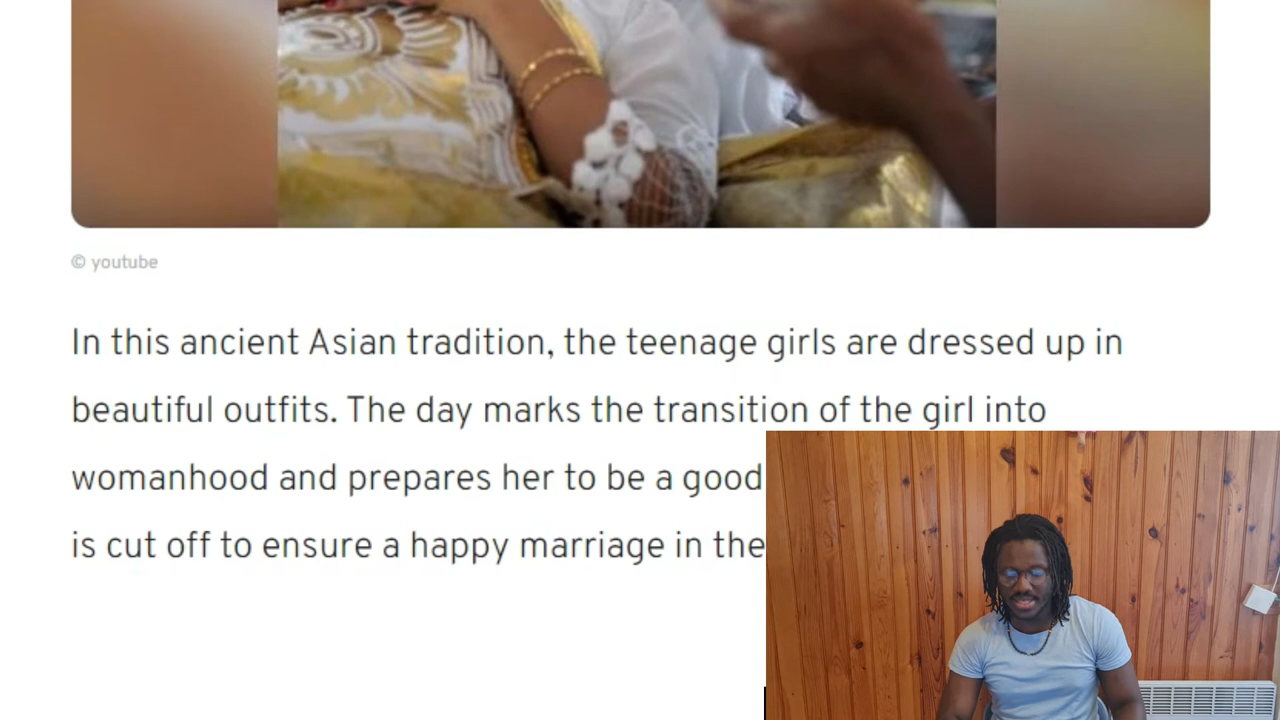 © youtube
In this ancient Asian tradition, the teenage girls are dressed up in
beautiful outfits. The day marks the transition of the girl into
womanhood and prepares her to be a good
is cut off to ensure a happy marriage in the